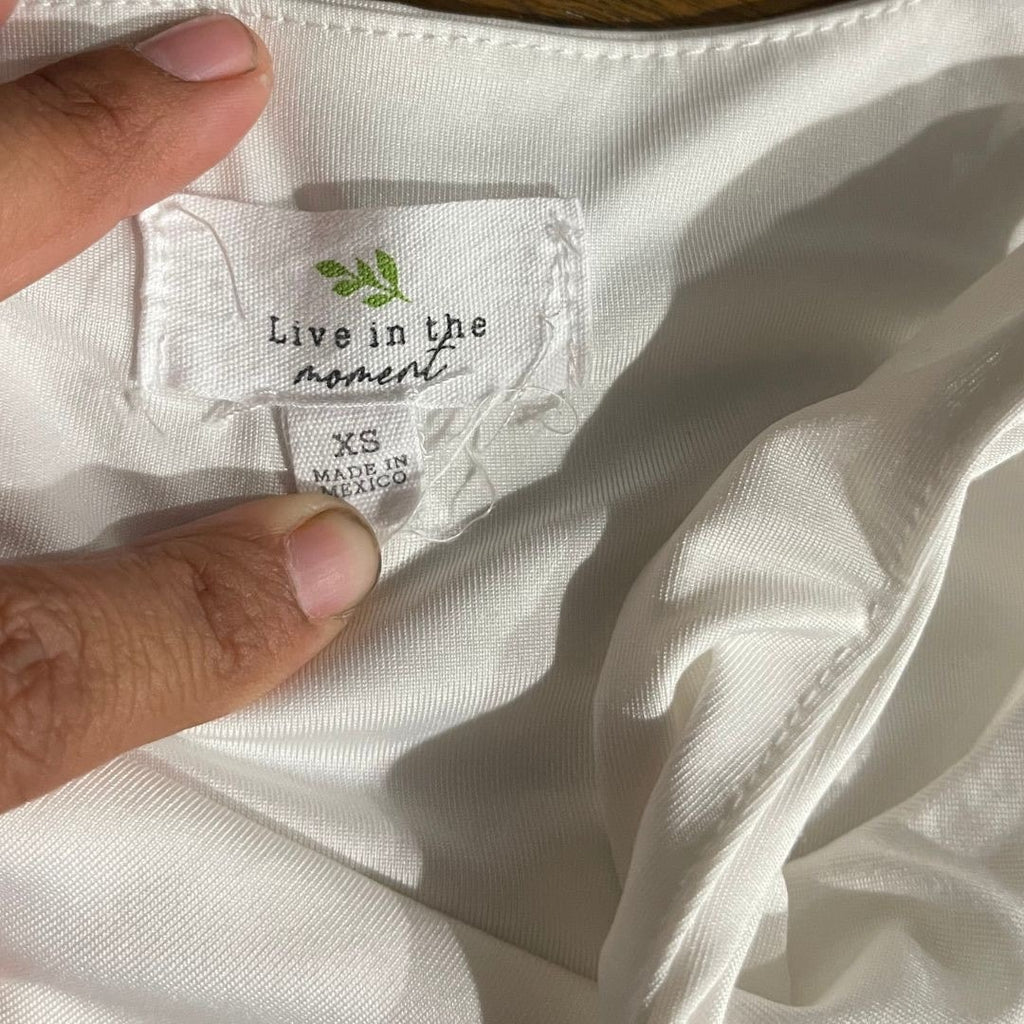 Live in the
moment
XS
MADE IN
MEXICO